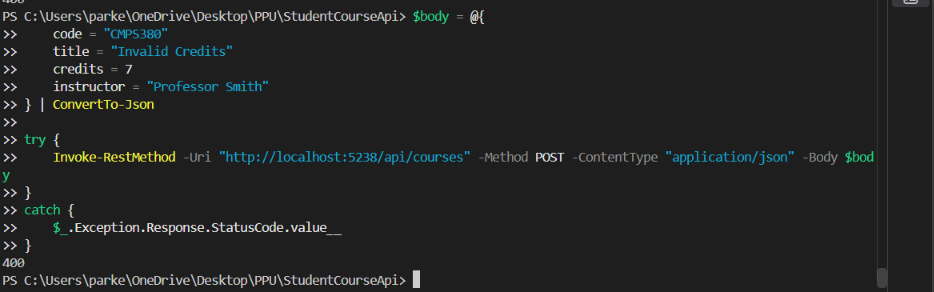 400
PS C:\Users\parke\OneDrive\Desktop\PPU\StudentCourseApi> $body = @{
>>     code = "CMPS380"
>>     title = "Invalid Credits"
>>     credits = 7
>>     instructor = "Professor Smith"
>> } | ConvertTo-Json
>>
>> try {
>>     Invoke-RestMethod -Uri "http://localhost:5238/api/courses" -Method POST -ContentType "application/json" -Body $bod
y
>> }
>> catch {
>>     $_.Exception.Response.StatusCode.value__
>> }
400
PS C:\Users\parke\OneDrive\Desktop\PPU\StudentCourseApi>